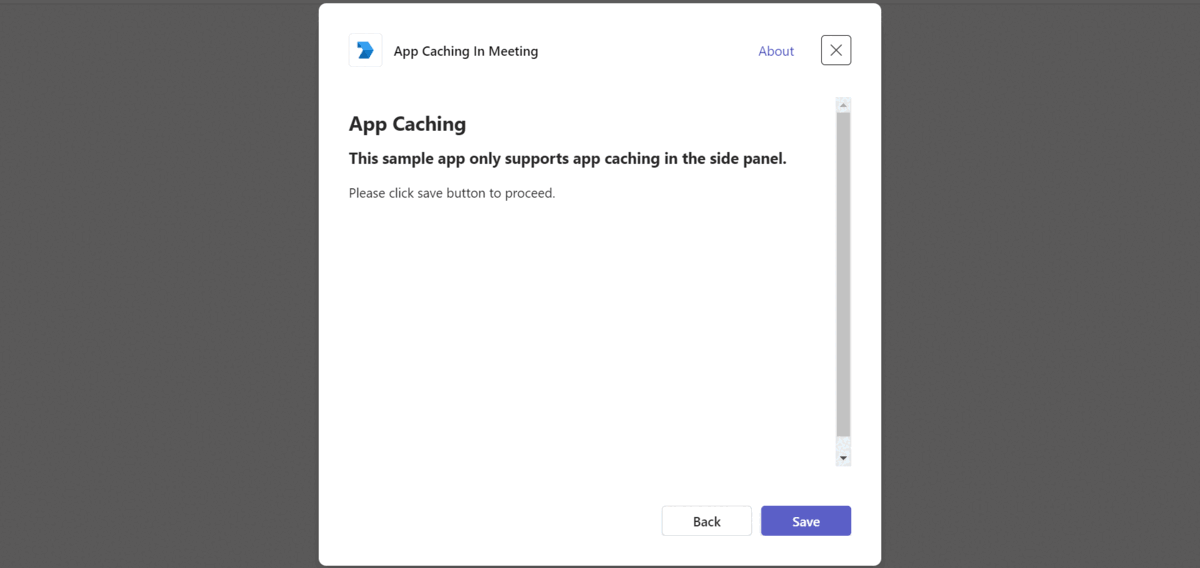 App Caching In Meeting
About
App Caching
This sample app only supports app caching in the side panel.
Please click save button to proceed.
Back
Save